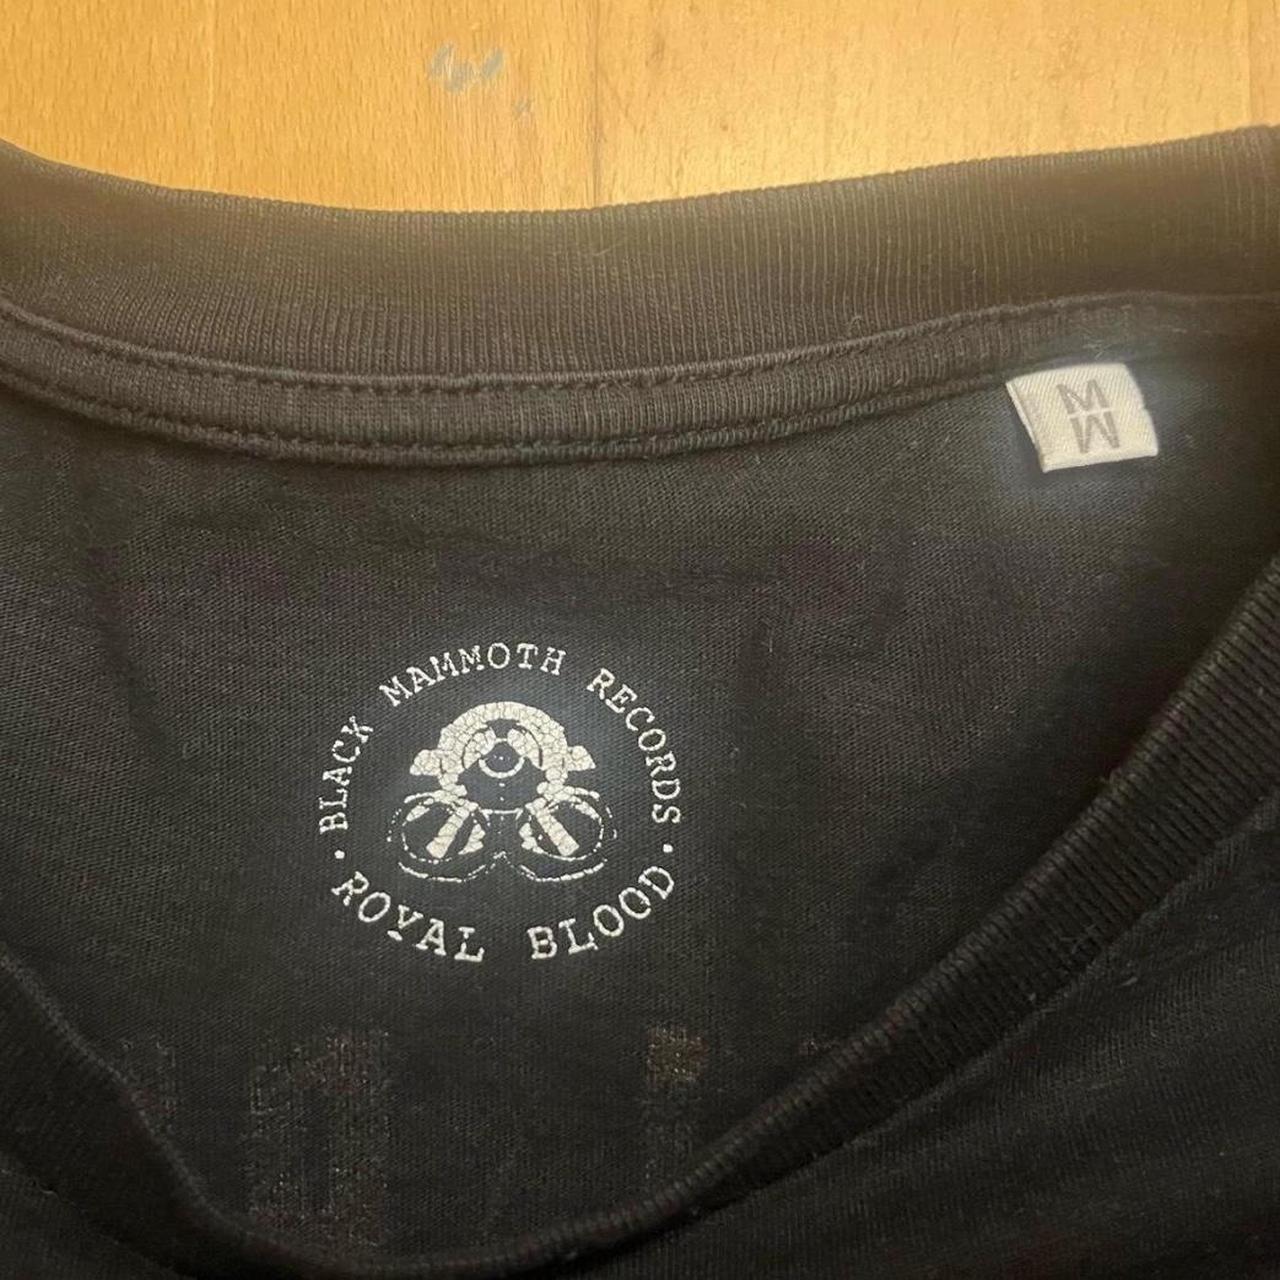 M
M
BLACK MAMMOTH RECORDS
· ROYAL BLOOD ·